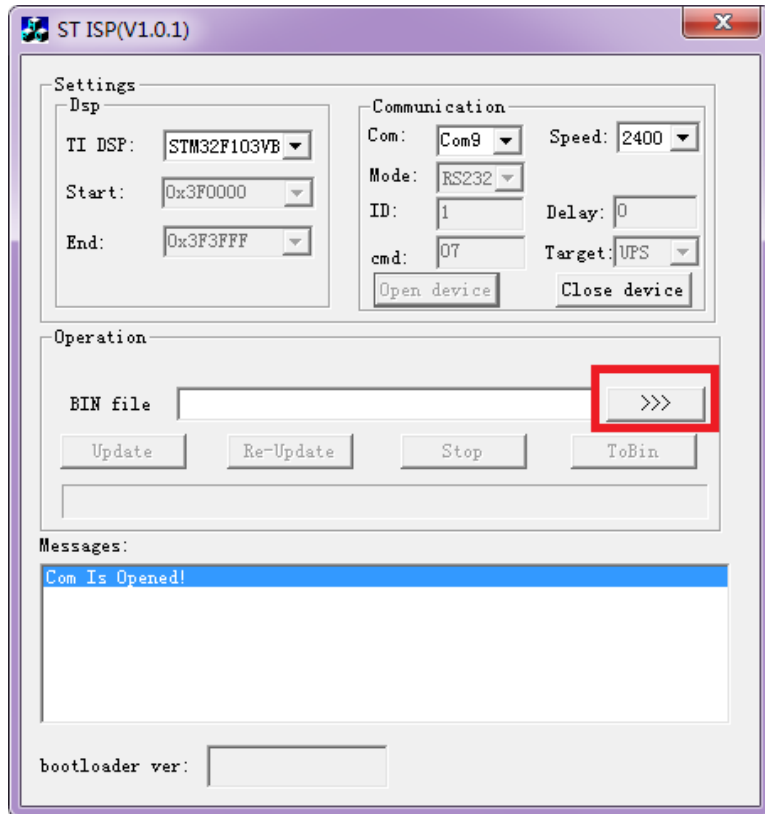 ST ISP(V1.0.1)
Settings
Dsp
TI DSP: STM32F103VB
Start: 0x3F0000
End: 0x3F3FFF
Communication
Com: Com9 Speed: 2400
Mode: RS232
ID: 1 Delay: 0
cmd: 07 Target: UPS
Open device Close device
Operation
BIN file >>>
Update Re-Update Stop ToBin
Messages:
Com Is Opened!
bootloader ver: